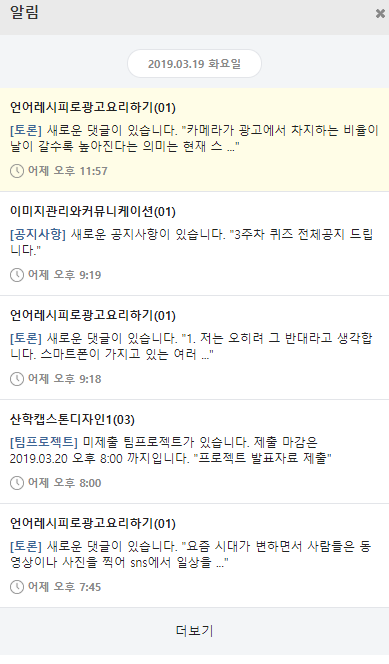 알림
2019.03.19 화요일
언어레시피로광고요리하기(01)
[토론] 새로운 댓글이 있습니다. "카메라가 광고에서 차지하는 비율이
날이 갈수록 높아진다는 의미는 현재 스 ..."
어제 오후 11:57
이미지관리와커뮤니케이션(01)
[공지사항] 새로운 공지사항이 있습니다. "3주차 퀴즈 전체공지 드립
니다."
어제 오후 9:19
언어레시피로광고요리하기(01)
[토론] 새로운 댓글이 있습니다. "1. 저는 오히려 그 반대라고 생각합
니다. 스마트폰이 가지고 있는 여러 ..."
어제 오후 9:18
산학캡스톤디자인1(03)
[팀프로젝트] 미제출 팀프로젝트가 있습니다. 제출 마감은
2019.03.20 오후 8:00 까지입니다. "프로젝트 발표자료 제출"
어제 오후 8:00
언어레시피로광고요리하기(01)
[토론] 새로운 댓글이 있습니다. "요즘 시대가 변하면서 사람들은 동
영상이나 사진을 찍어 sns에서 일상을 ..."
어제 오후 7:45
더보기